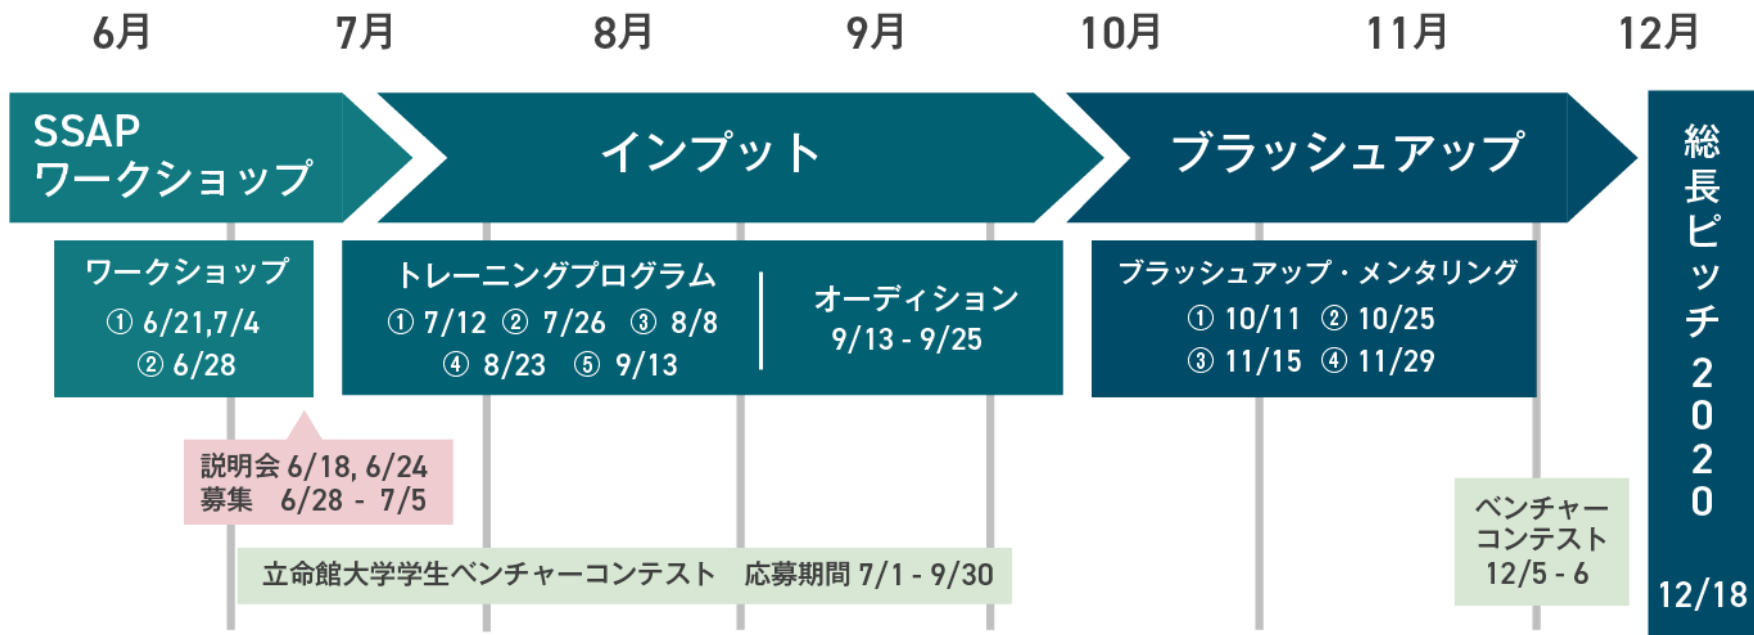 6月 7月 8月 9月 10月 11月 12月
SSAP
ワークショップ
インプット
ブラッシュアップ
ワークショップ
① 6/21,7/4
② 6/28
トレーニングプログラム
① 7/12 ② 7/26 ③ 8/8
④ 8/23 ⑤ 9/13
オーディション
9/13 - 9/25
ブラッシュアップ・メンタリング
① 10/11 ② 10/25
③ 11/15 ④ 11/29
説明会 6/18, 6/24
募集 6/28 - 7/5
立命館大学学生ベンチャーコンテスト 応募期間 7/1 - 9/30
ベンチャー
コンテスト
12/5 - 6
総長ピッチ2020
12/18